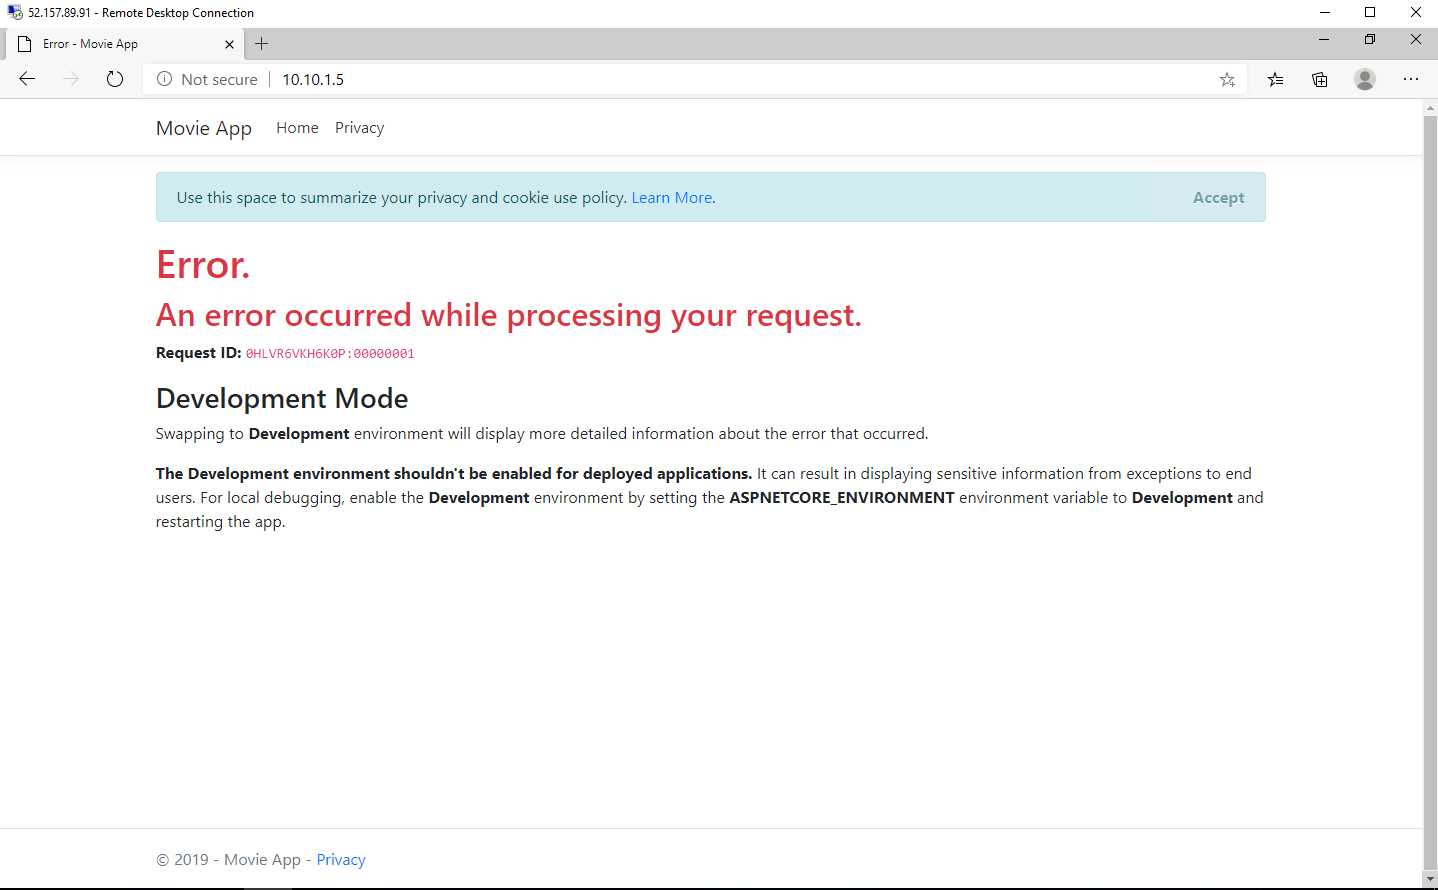 52.157.89.91 - Remote Desktop Connection
Error - Movie App
Not secure
10.10.1.5
Movie App Home Privacy
Use this space to summarize your privacy and cookie use policy. Learn More. Accept
Error.
An error occurred while processing your request.
Request ID: 0HLVR6VKH6K0P:00000001
Development Mode
Swapping to Development environment will display more detailed information about the error that occurred.
The Development environment shouldn't be enabled for deployed applications. It can result in displaying sensitive information from exceptions to end
users. For local debugging, enable the Development environment by setting the ASPNETCORE_ENVIRONMENT environment variable to Development and
restarting the app.
© 2019 - Movie App - Privacy